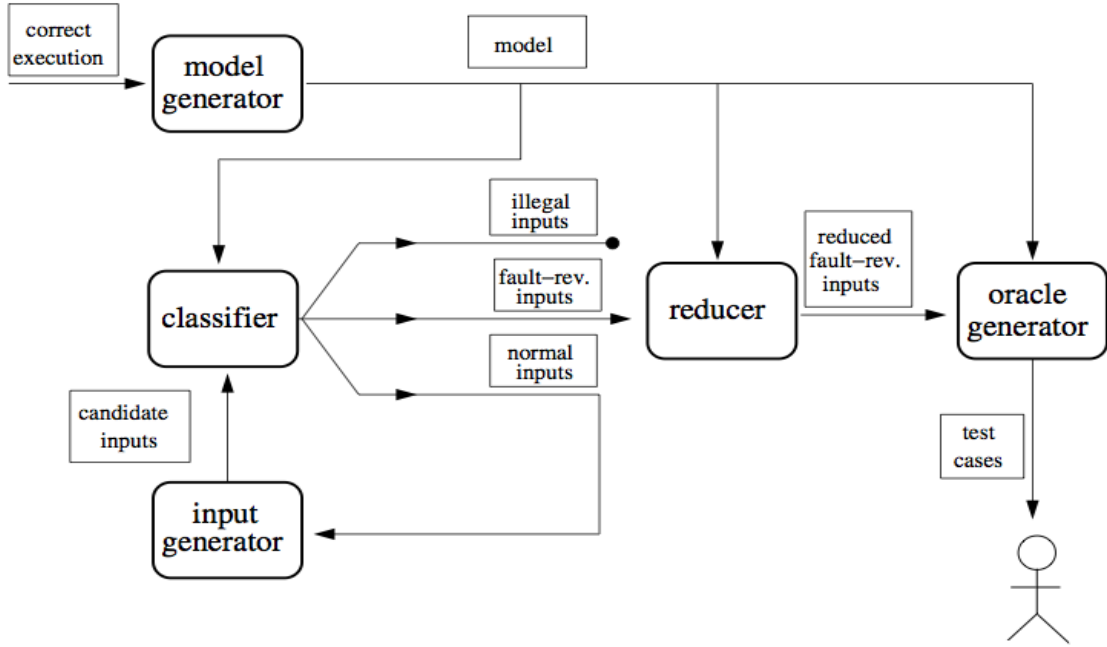 correct
execution
model
generator
model
illegal
inputs
fault−rev.
inputs
normal
inputs
classifier
reducer
reduced
fault−rev.
inputs
oracle
generator
candidate
inputs
input
generator
test
cases